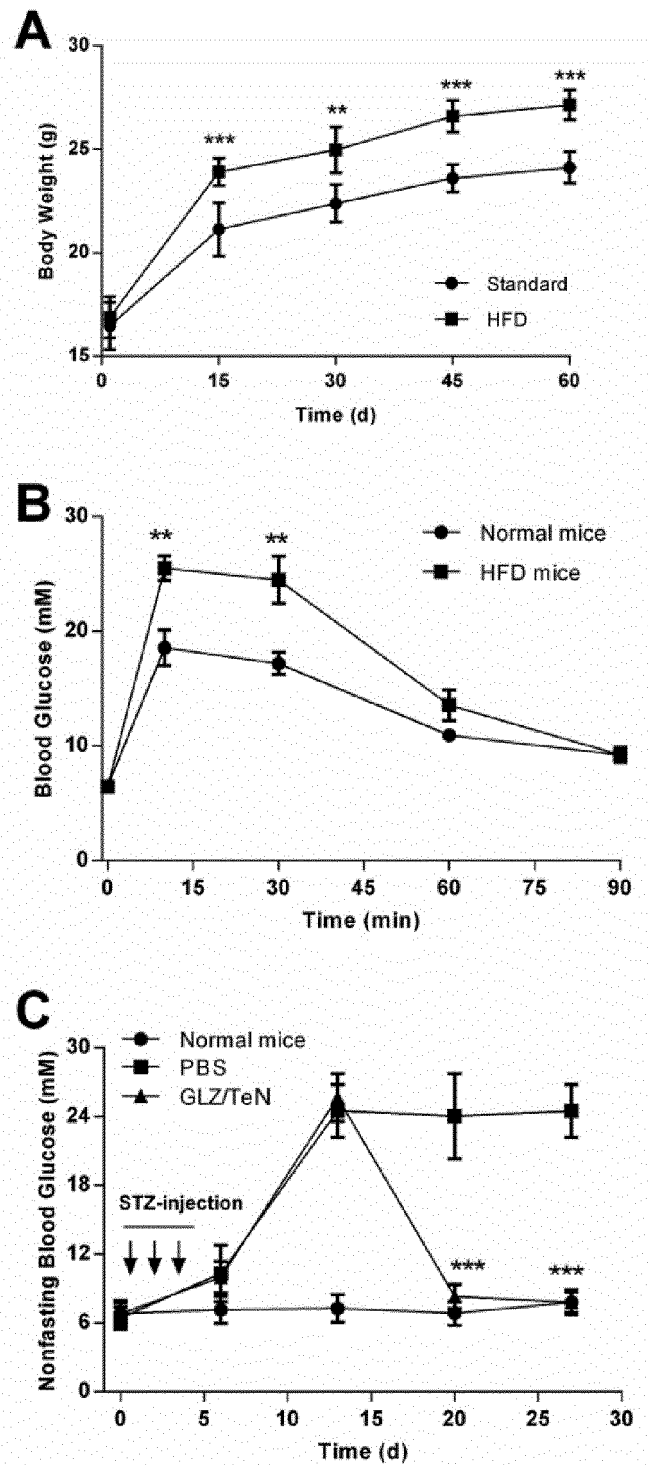 A
30
25
20
15
Body Weight (g)
***
**
***
***
Standard
HFD
0 15 30 45 60
Time (d)
B
30
20
10
0
Blood Glucose (mM)
**
**
Normal mice
HFD mice
0 15 30 45 60 75 90
Time (min)
C
30
24
18
12
6
0
Nonfasting Blood Glucose (mM)
Normal mice
PBS
GLZ/TeN
STZ-injection
***
***
0 5 10 15 20 25 30
Time (d)